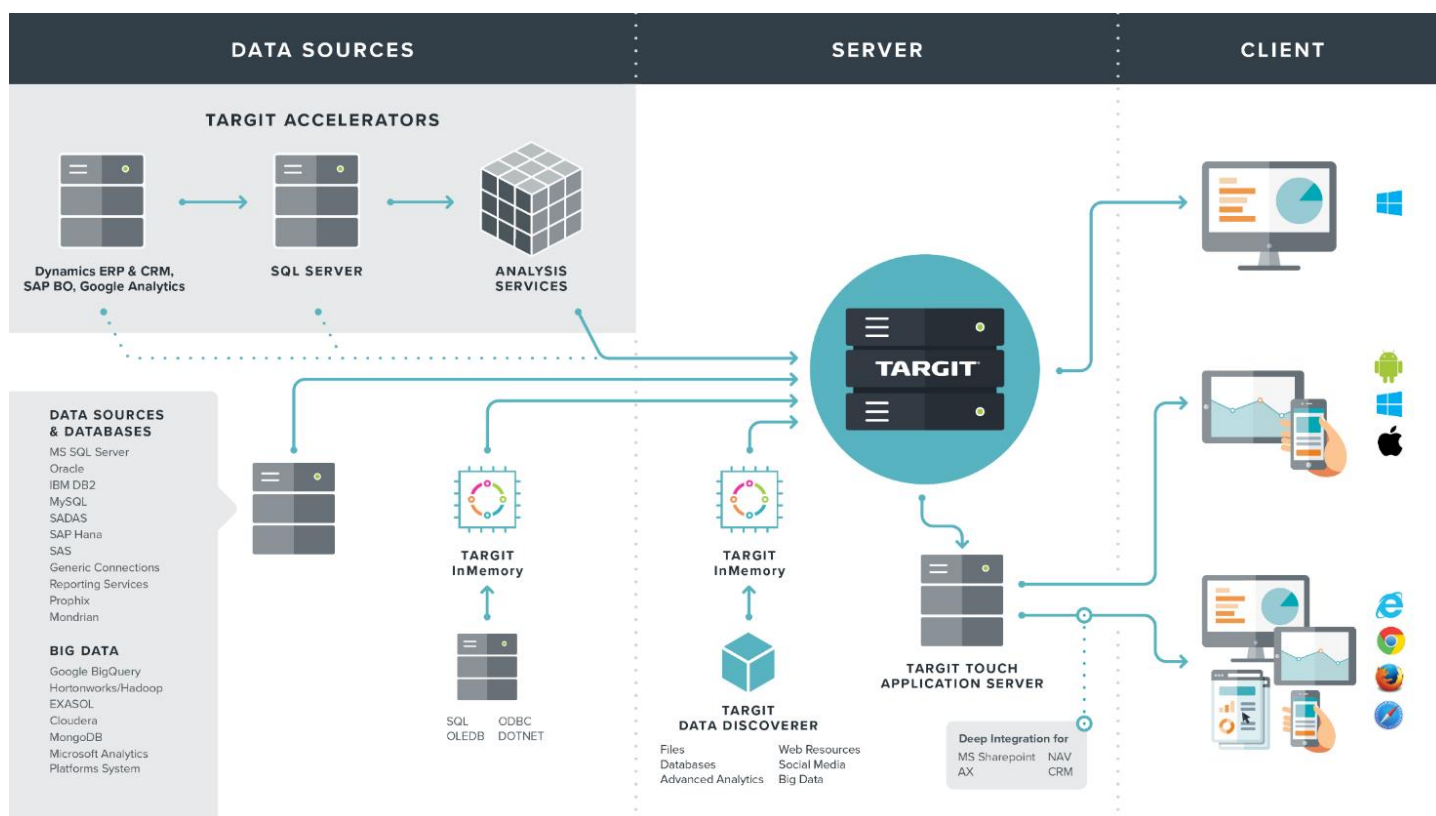 DATA SOURCES
SERVER
CLIENT
TARGIT ACCELERATORS
Dynamics ERP & CRM,
SAP BO, Google Analytics
SQL SERVER
ANALYSIS
SERVICES
TARGIT
DATA SOURCES
& DATABASES
MS SQL Server
Oracle
IBM DB2
MySQL
SADAS
SAP Hana
SAS
Generic Connections
Reporting Services
Prophix
Mondrian
BIG DATA
Google BigQuery
Hortonworks/Hadoop
EXASOL
Cloudera
MongoDB
Microsoft Analytics
Platforms System
TARGIT
InMemory
SQL ODBC
OLEDB DOTNET
TARGIT
InMemory
TARGIT
DATA DISCOVERER
Files Web Resources
Databases Social Media
Advanced Analytics Big Data
TARGIT TOUCH
APPLICATION SERVER
Deep Integration for
MS Sharepoint NAV
AX CRM